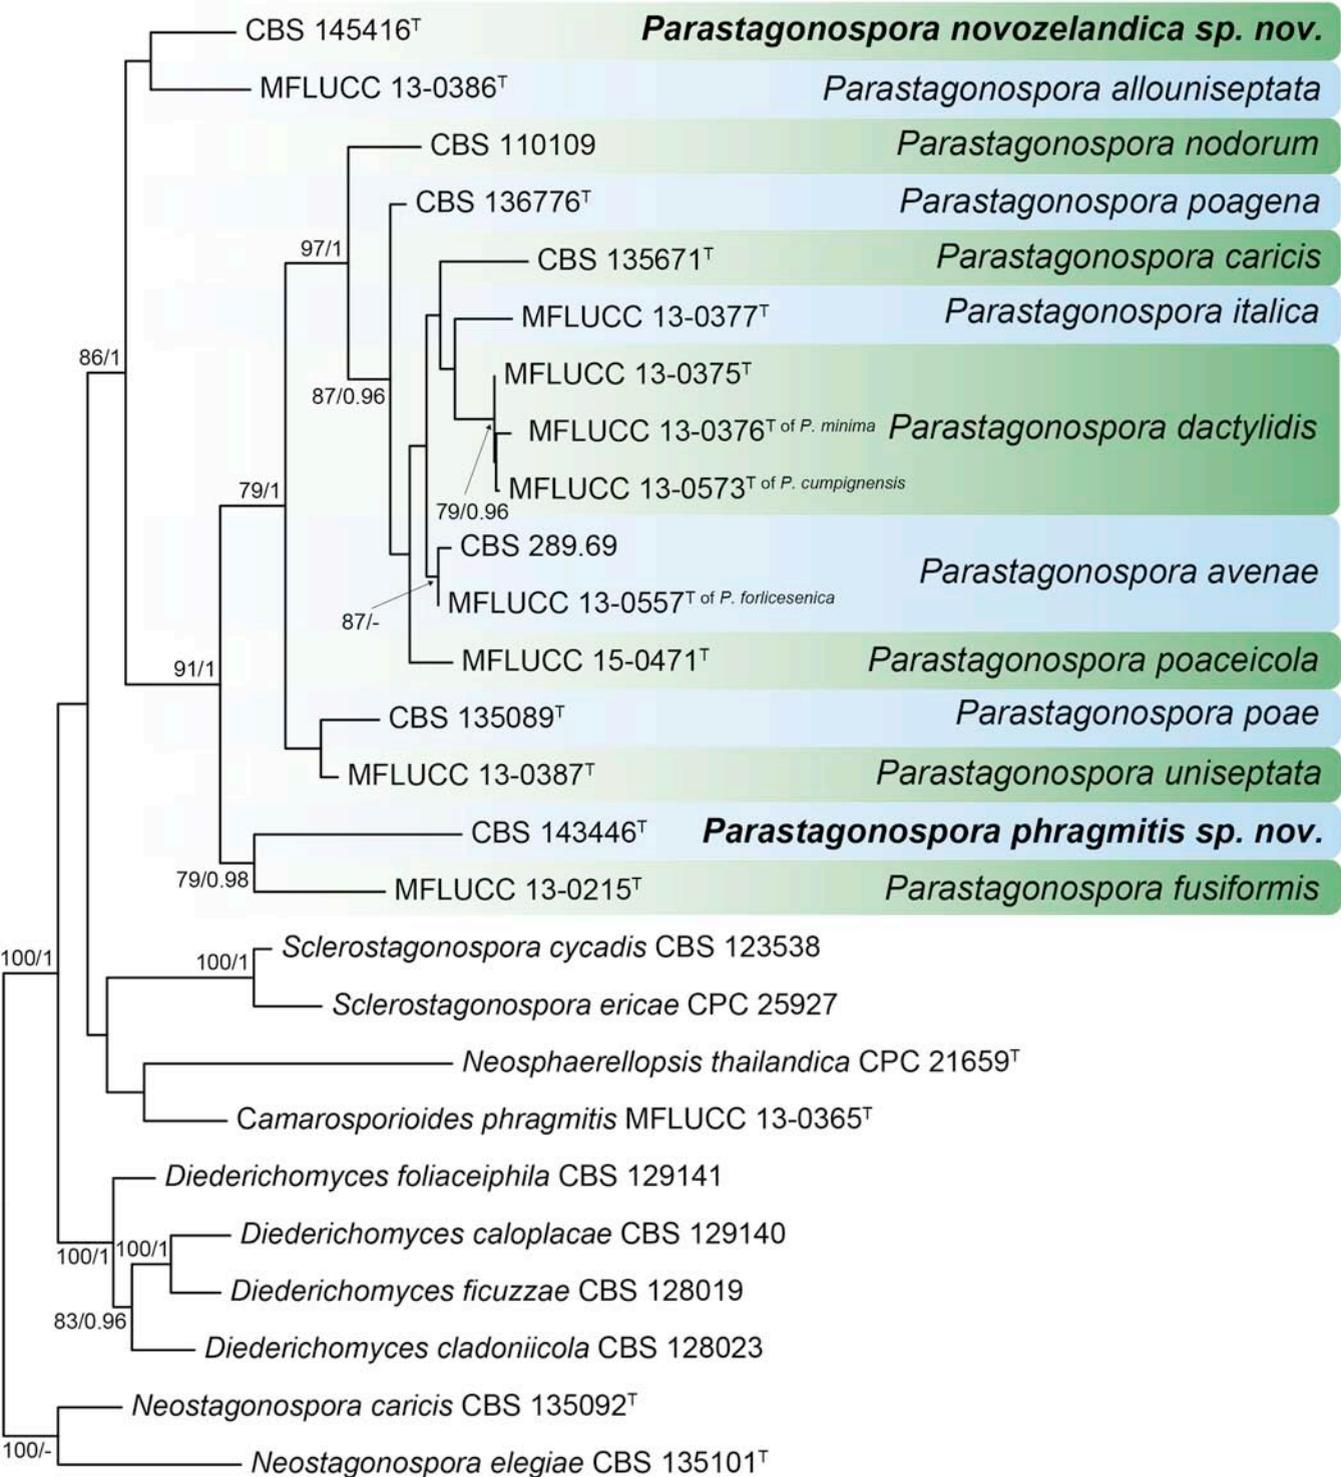 CBS 145416T Parastagonospora novozelandica sp. nov.
MFLUCC 13-0386T Parastagonospora allouniseptata
CBS 110109 Parastagonospora nodorum
CBS 136776T Parastagonospora poagena
97/1
CBS 135671T Parastagonospora caricis
MFLUCC 13-0377T Parastagonospora italica
86/1
MFLUCC 13-0375T
87/0.96
MFLUCC 13-0376T of P. minima Parastagonospora dactylidis
79/1
MFLUCC 13-0573T of P. cumpignensis
79/0.96
CBS 289.69
Parastagonospora avenae
MFLUCC 13-0557T of P. forlicesenica
87/-
MFLUCC 15-0471T Parastagonospora poaceicola
91/1
CBS 135089T Parastagonospora poae
MFLUCC 13-0387T Parastagonospora uniseptata
CBS 143446T Parastagonospora phragmitis sp. nov.
79/0.98
MFLUCC 13-0215T Parastagonospora fusiformis
Sclerostagonospora cycadis CBS 123538
100/1
100/1
Sclerostagonospora ericae CPC 25927
Neosphaerellopsis thailandica CPC 21659T
Camarosporioides phragmitis MFLUCC 13-0365T
Diederichomyces foliaceiphila CBS 129141
Diederichomyces caloplacae CBS 129140
100/1
100/1
Diederichomyces ficuzzae CBS 128019
83/0.96
Diederichomyces cladoniicola CBS 128023
Neostagonospora caricis CBS 135092T
100/-
Neostagonospora elegiae CBS 135101T